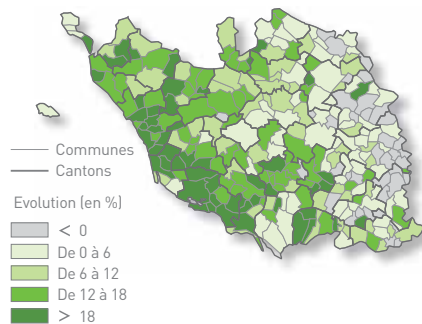 Communes
Cantons
Evolution (en %)
< 0
De 0 à 6
De 6 à 12
De 12 à 18
> 18